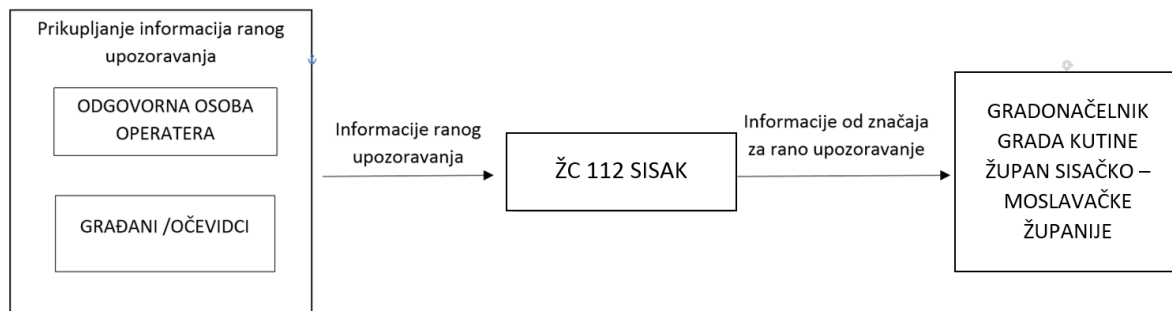 Prikupljanje informacija ranog
upozoravanja
ODGOVORNA OSOBA
OPERATERA
GRAĐANI /OČEVIDCI
Informacije ranog
upozoravanja
ŽC 112 SISAK
Informacije od značaja
za rano upozoravanje
GRADONAČELNIK
GRADA KUTINE
ŽUPAN SISAČKO –
MOSLAVAČKE
ŽUPANIJE